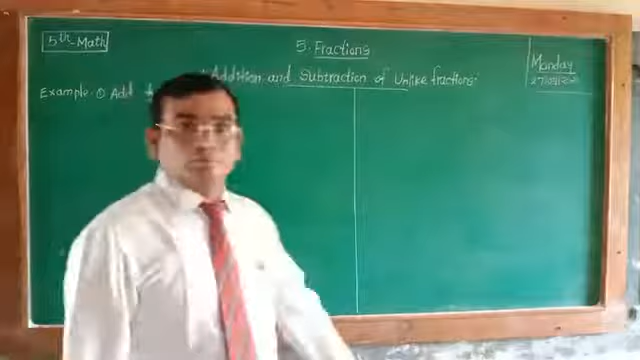 5th-Math
5. Fractions
Monday
Addition and Subtraction of Unlike fractions:
Example. ① Add